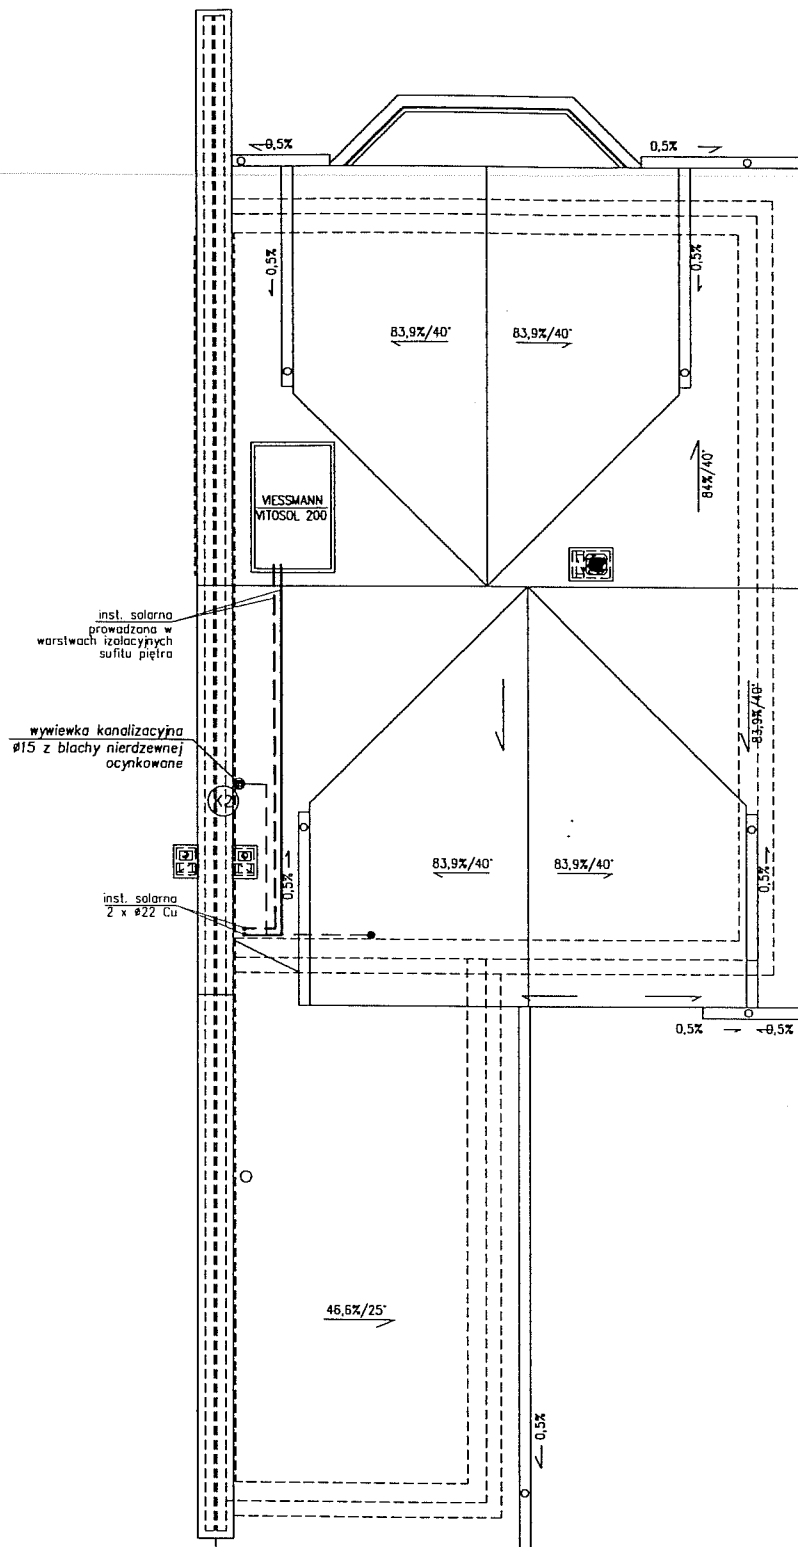 0,5%
0,5%
0,5%
0,5%
83,9%/40°
83,9%/40°
84%/40°
VIESSMANN
VITOSOL 200
inst. solarna
prowadzona w
warstwach izolacyjnych
sufitu piętra
83,9%/40°
wywiewka kanalizacyjna
ø15 z blachy nierdzewnej
ocynkowane
K2
83,9%/40°
83,9%/40°
0,5%
0,5%
inst. solarna
2 x ø22 Cu
0,5%
0,5%
46,6%/25°
0,5%